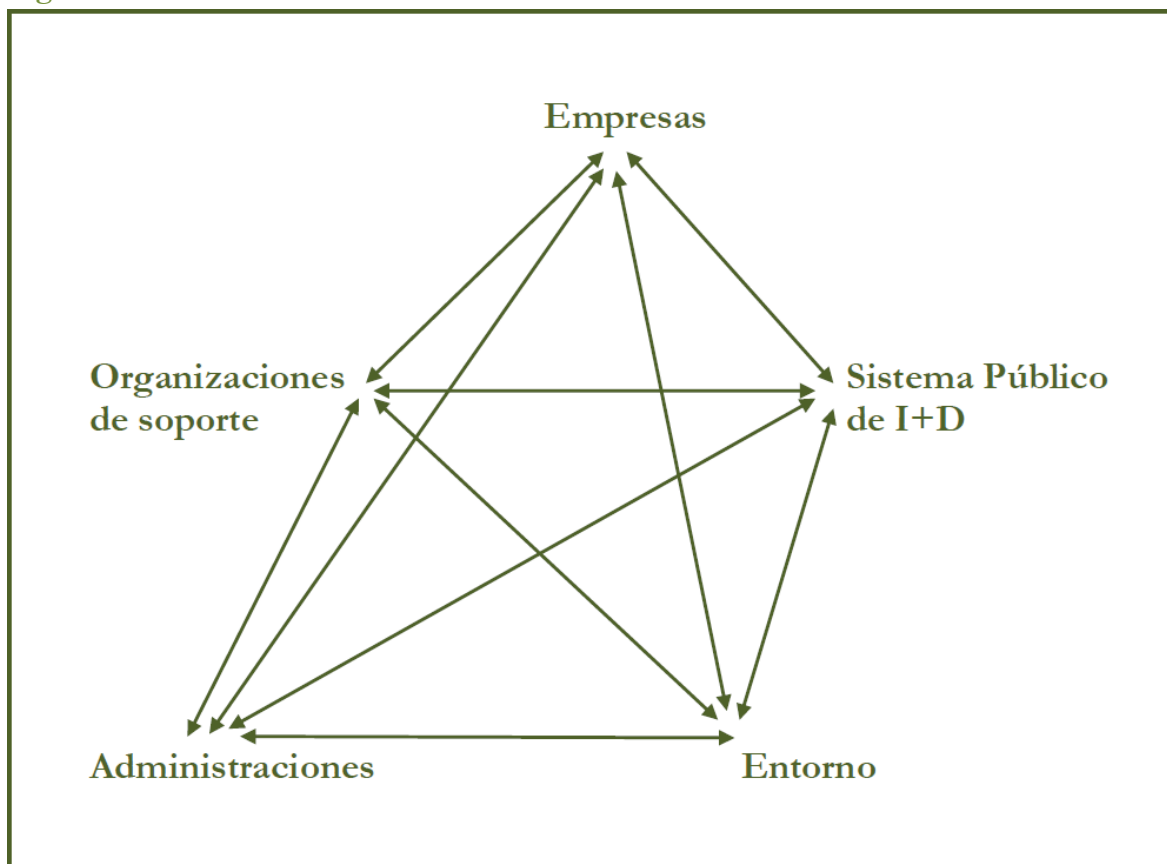 Empresas
Organizaciones
de soporte
Sistema Público
de I+D
Administraciones
Entorno